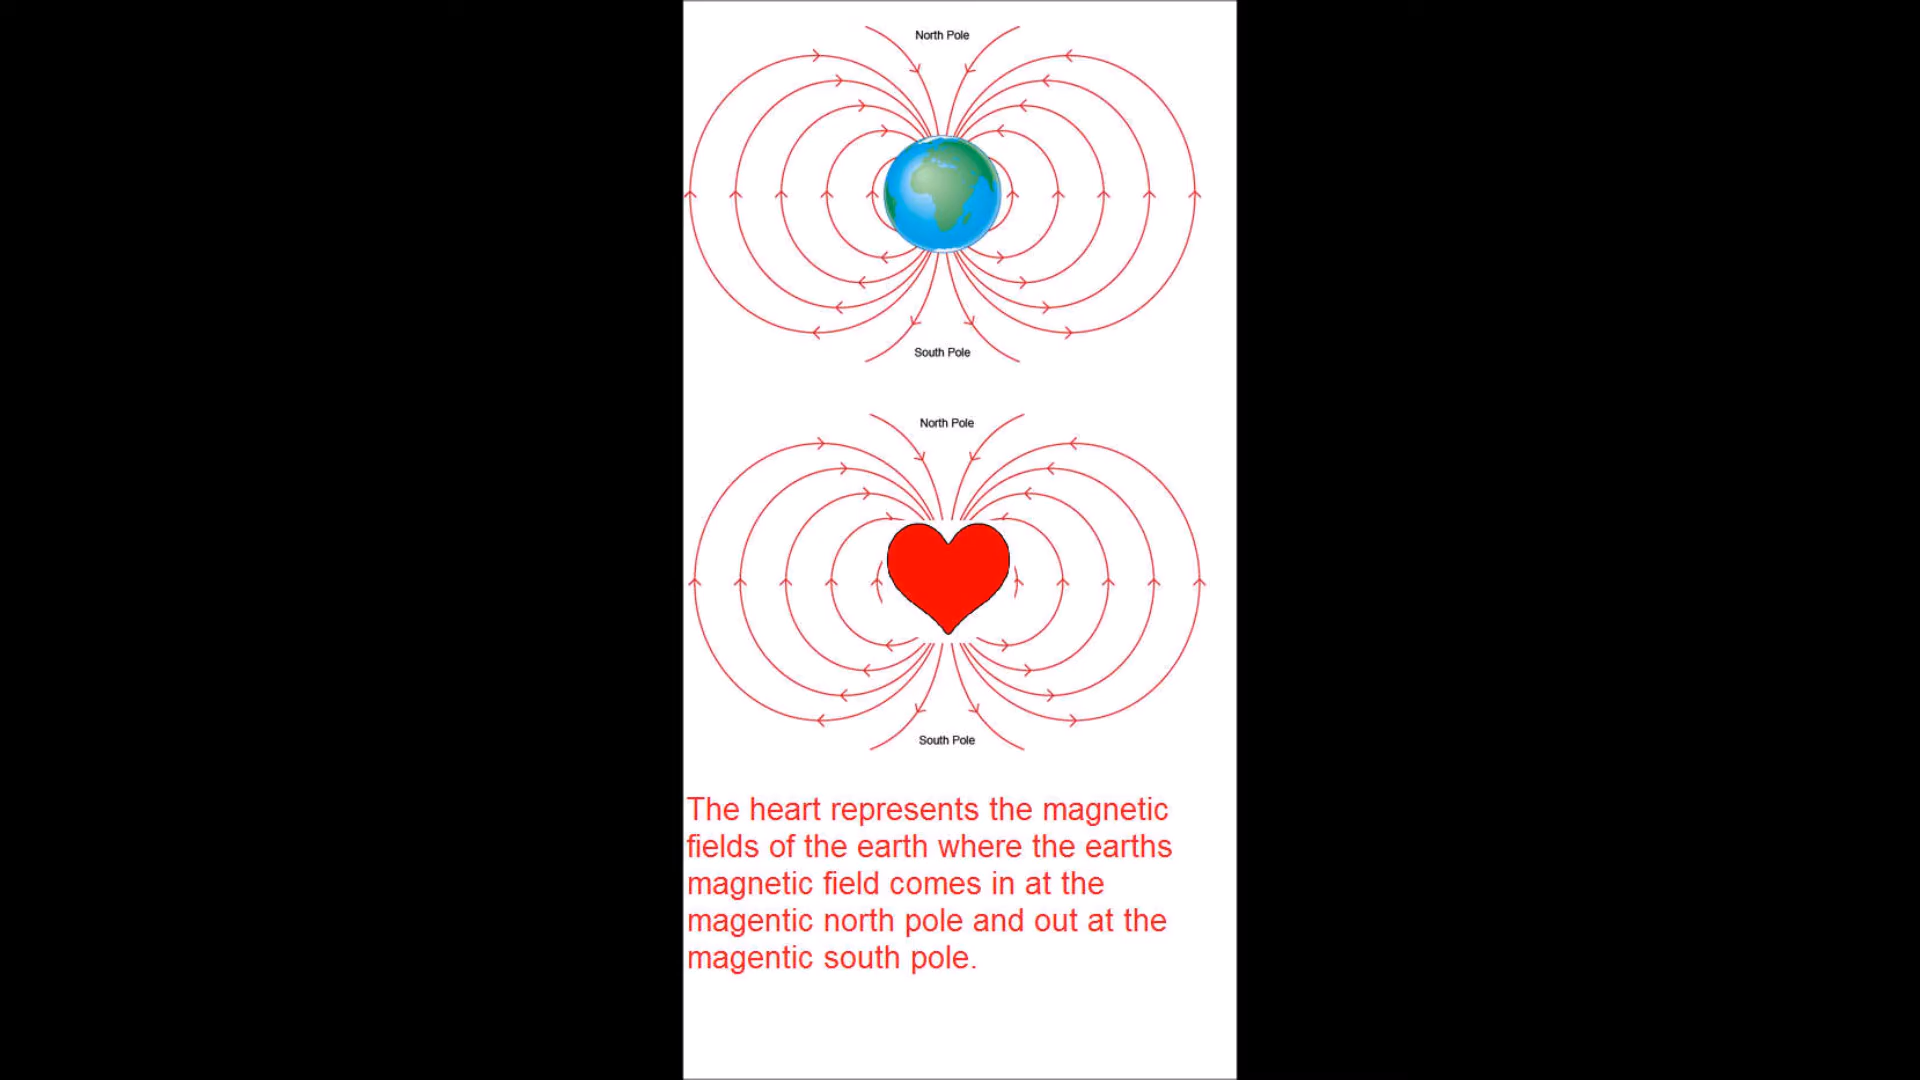 North Pole
South Pole
North Pole
South Pole
The heart represents the magnetic
fields of the earth where the earths
magnetic field comes in at the
magentic north pole and out at the
magentic south pole.